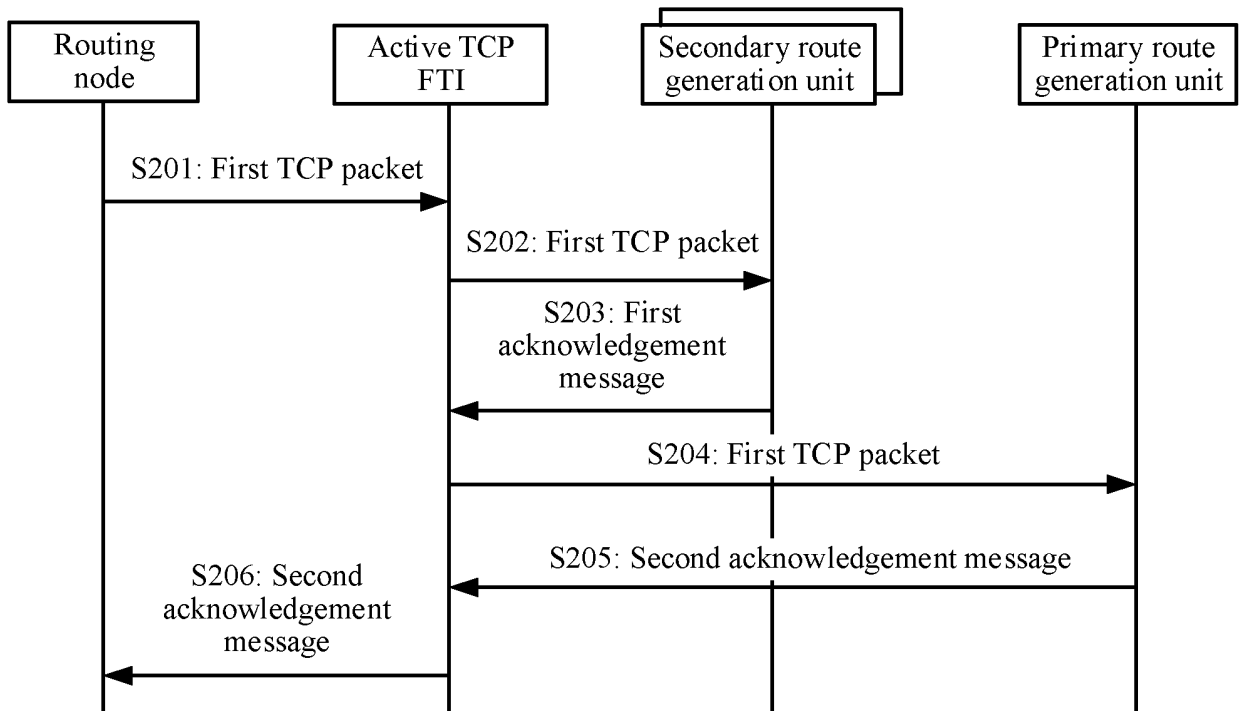 Routing
node
Active TCP
FTI
Secondary route
generation unit
Primary route
generation unit
S201: First TCP packet
S202: First TCP packet
S203: First
acknowledgement
message
S204: First TCP packet
S205: Second acknowledgement message
S206: Second
acknowledgement
message